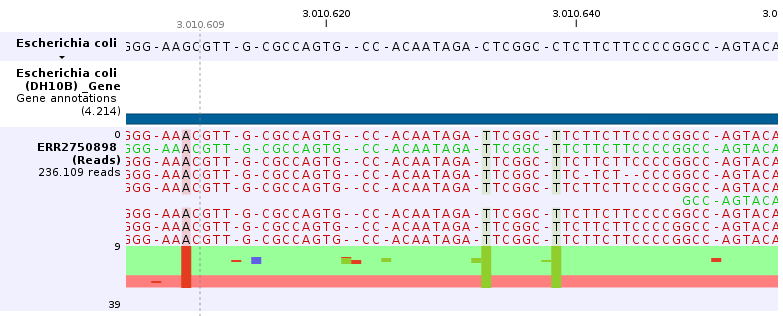 3.010.609
3.010.620
3.010.640
3.0
Escherichia coli
GGG-AAGCGTT-G-CGCCAGTG--CC-ACAATAGA-CTCGGC-CTCTTCTTCCCCGGCC-AGTACA
Escherichia coli
(DH10B) _Gene
Gene annotations
(4.214)
0
GGG-AAACGTT-G-CGCCAGTG--CC-ACAATAGA-TTCGGC-TTCTTCTTCCCCGGCC-AGTACA
ERR2750898
(Reads)
236.109 reads
GGG-AAACGTT-G-CGCCAGTG--CC-ACAATAGA-TTCGGC-TTCTTCTTCCCCGGCC-AGTACA
GGG-AAACGTT-G-CGCCAGTG--CC-ACAATAGA-TTCGGC-TTCTTCTTCCCCGGCC-AGTACA
GGG-AAACGTT-G-CGCCAGTG--CC-ACAATAGA-TTCGGC-TTC-TCT--CCCCGGCC-AGTACA
GGG-AAACGTT-G-CGCCAGTG--CC-ACAATAGA-TTCGGC-TTCTTCTTCCCCGGCC-AGTACA
GCC-AGTACA
GGG-AAACGTT-G-CGCCAGTG--CC-ACAATAGA-TTCGGC-TTCTTCTTCCCCGGCC-AGTACA
GGG-AAACGTT-G-CGCCAGTG--CC-ACAATAGA-TTCGGC-TTCTTCTTCCCCGGCC-AGTACA
GGG-AAACGTT-G-CGCCAGTG--CC-ACAATAGA-TTCGGC-TTCTTCTTCCCCGGCC-AGTACA
9
39